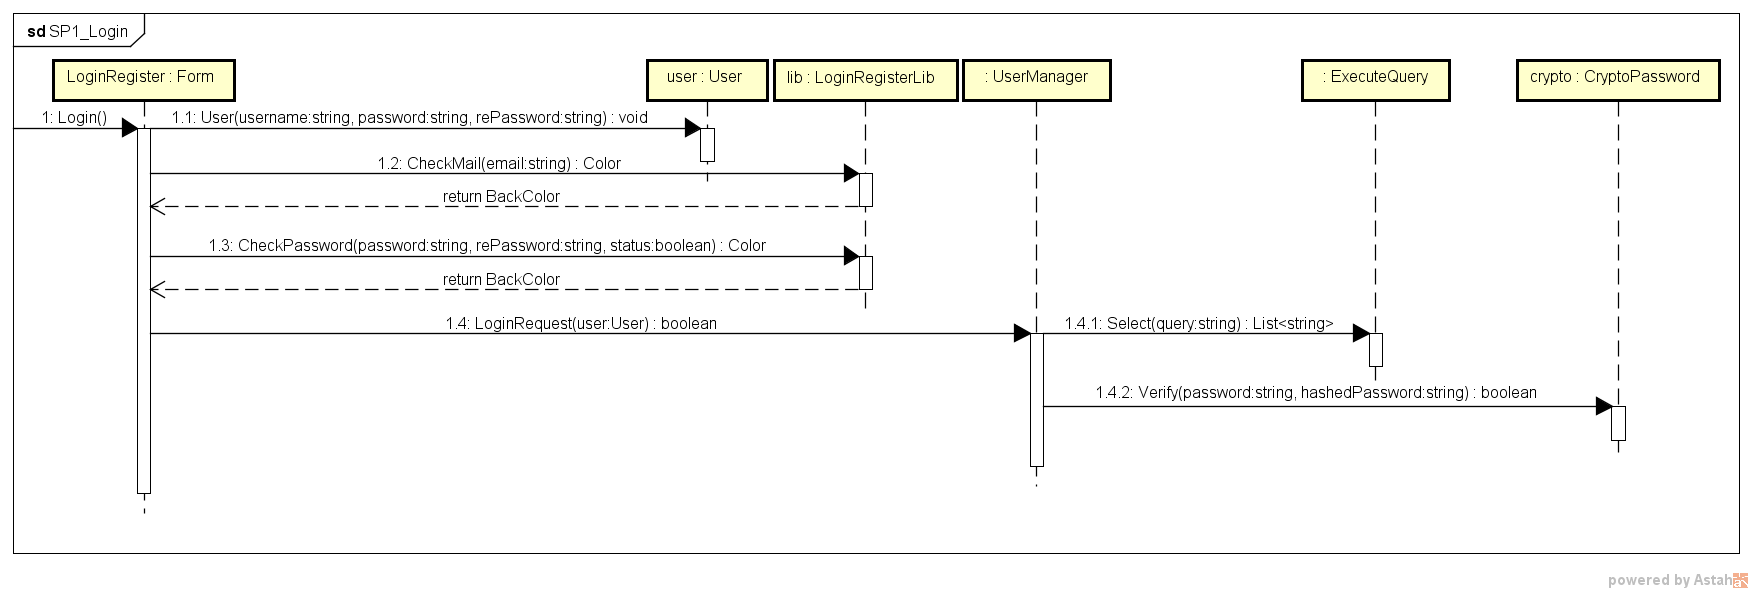 sd SP1_Login
LoginRegister : Form
user : User
lib : LoginRegisterLib
: UserManager
: ExecuteQuery
crypto : CryptoPassword
1: Login()
1.1: User(username:string, password:string, rePassword:string) : void
1.2: CheckMail(email:string) : Color
return BackColor
1.3: CheckPassword(password:string, rePassword:string, status:boolean) : Color
return BackColor
1.4: LoginRequest(user:User) : boolean
1.4.1: Select(query:string) : List<string>
1.4.2: Verify(password:string, hashedPassword:string) : boolean
powered by Astah